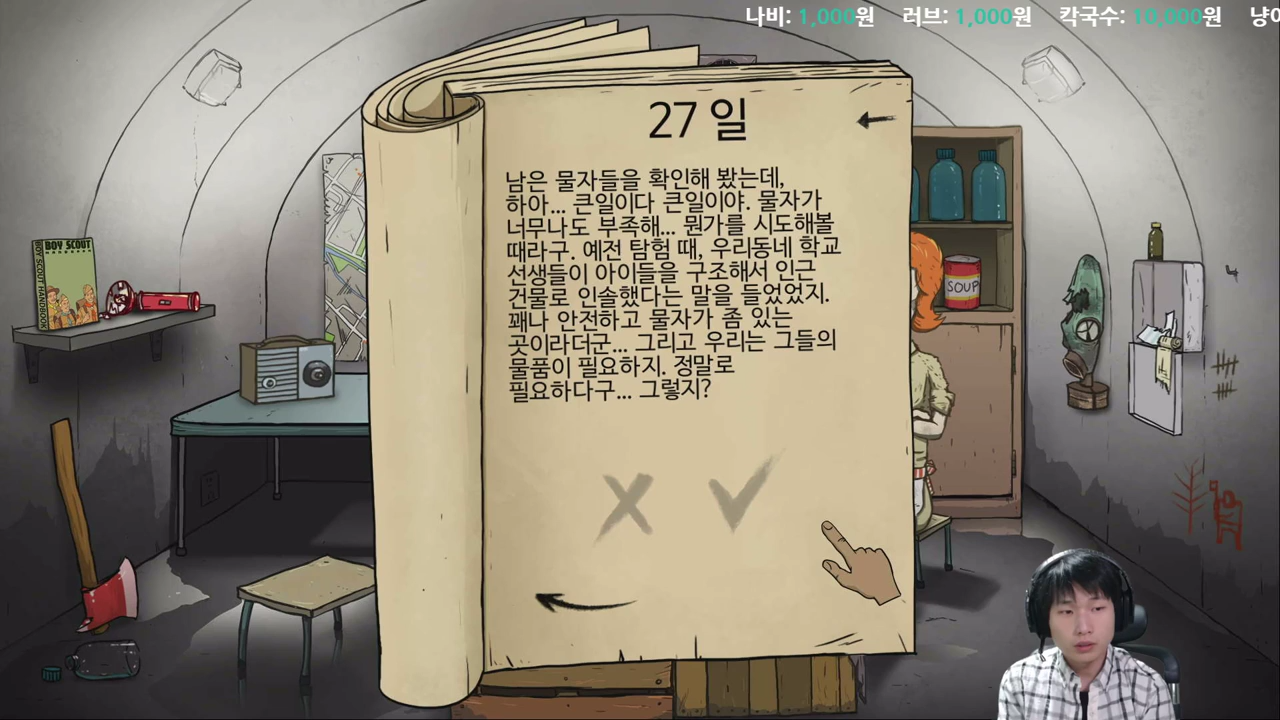 나비: 1,000원 러브: 1,000원 칵국수: 10,000원 냥이
27 일
남은 물자들을 확인해 봤는데,
하아... 큰일이다 큰일이야. 물자가
너무나도 부족해... 뭔가를 시도해볼
때라구. 예전 탐험 때, 우리동네 학교
선생들이 아이들을 구조해서 인근
건물로 인솔했다는 말을 들었었지.
꽤나 안전하고 물자가 좀 있는
곳이라더군... 그리고 우리는 그들의
물품이 필요하지. 정말로
필요하다구... 그렇지?
BOY SCOUT
BOY SCOUT HANDBOOK
SOUP